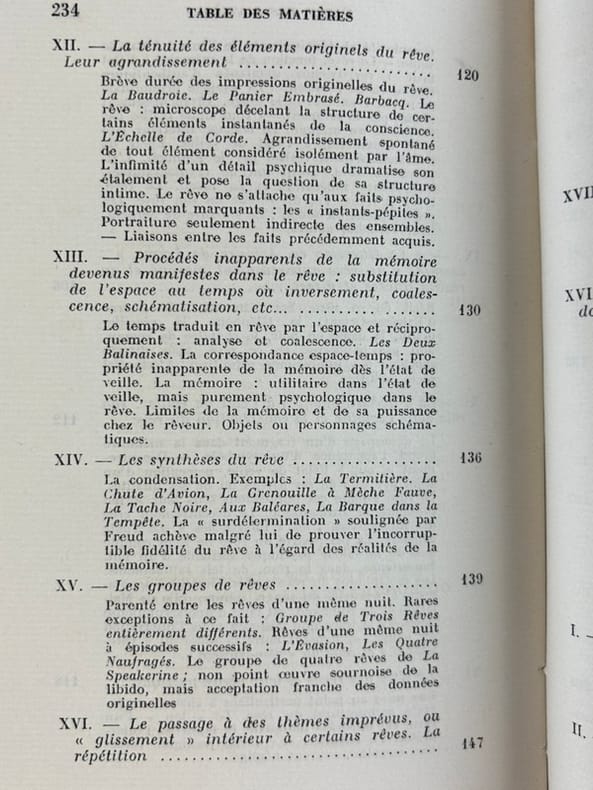 234 TABLE DES MATIÈRES
XII. — La ténuité des éléments originels du rêve.
Leur agrandissement .......................... 120
Brève durée des impressions originelles du rêve.
La Baudroie. Le Panier Embrasé. Barbacq. Le
rêve : microscope décelant la structure de cer-
tains éléments instantanés de la conscience.
L'Échelle de Corde. Agrandissement spontané
de tout élément considéré isolément par l'âme.
L'infimité d'un détail psychique dramatise son
étalement et pose la question de sa structure
intime. Le rêve ne s'attache qu'aux faits psycho-
logiquement marquants : les « instants-pépites ».
Portraiture seulement indirecte des ensembles.
— Liaisons entre les faits précédemment acquis.
XIII. — Procédés inapparents de la mémoire
devenus manifestes dans le rêve : substitution
de l'espace au temps où inversement, coales-
cence, schématisation, etc... .......... ....... 130
Le temps traduit en rêve par l'espace et récipro-
quement : analyse et coalescence. Les Deux
Balinaises. La correspondance espace-temps : pro-
priété inapparente de la mémoire dès l'état de
veille. La mémoire : utilitaire dans l'état de
veille, mais purement psychologique dans le
rêve. Limites de la mémoire et de sa puissance
chez le rêveur. Objets ou personnages schéma-
tiques.
XIV. — Les synthèses du rêve ................... 136
La condensation. Exemples : La Termitière. La
Chute d'Avion, La Grenouille à Mèche Fauve,
La Tache Noire, Aux Baléares, La Barque dans la
Tempête. La « surdétermination » soulignée par
Freud achève malgré lui de prouver l'incorrup-
tible fidélité du rêve à l'égard des réalités de la
mémoire.
XV. — Les groupes de rêves .................... 139
Parenté entre les rêves d'une même nuit. Rares
exceptions à ce fait : Groupe de Trois Rêves
entièrement différents. Rêves d'une même nuit
à épisodes successifs : L'Évasion, Les Quatre
Naufragés. Le groupe de quatre rêves de La
Speakerine ; non point œuvre sournoise de la
libido, mais acceptation franche des données
originelles
XVI. — Le passage à des thèmes imprévus, ou
« glissement » intérieur à certains rêves. La
répétition .................................... 147
XVII
XVI
de
I. —
II.